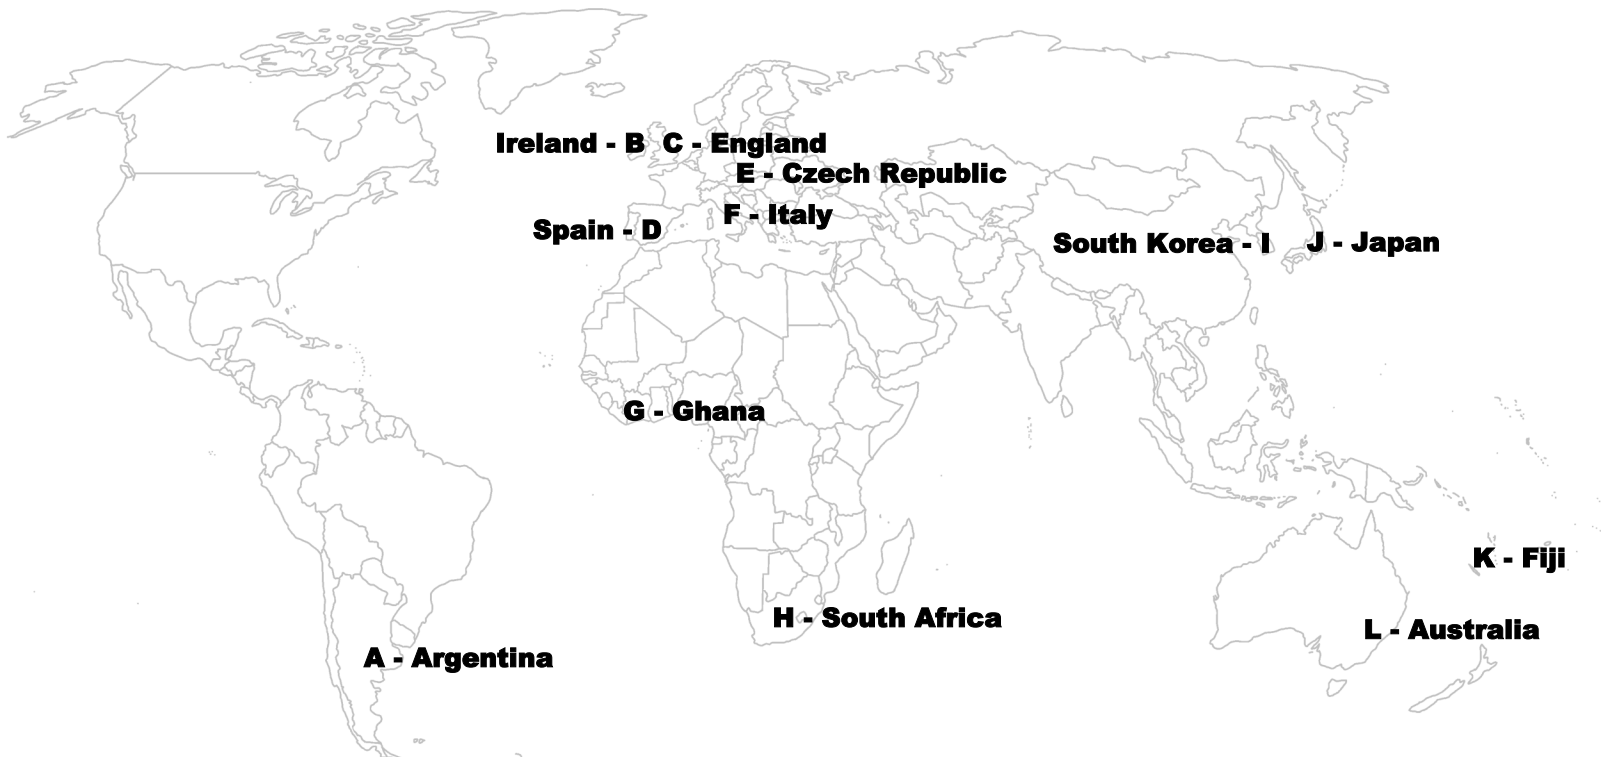 Ireland - B
C - England
E - Czech Republic
F - Italy
Spain - D
South Korea - I
J - Japan
G - Ghana
K - Fiji
H - South Africa
L - Australia
A - Argentina